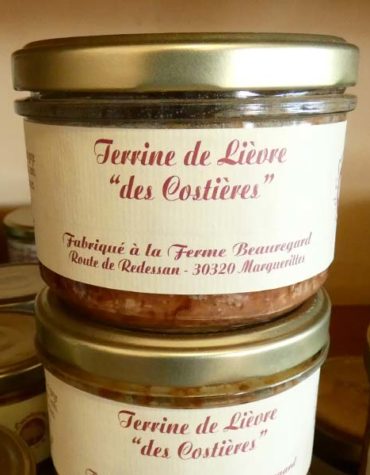 Terrine de Lièvre
"des Costières"
Fabriqué à la Ferme Beauregard
Route de Redessan - 30320 Marguerittes
Terrine de Lièvre
"des Costières"